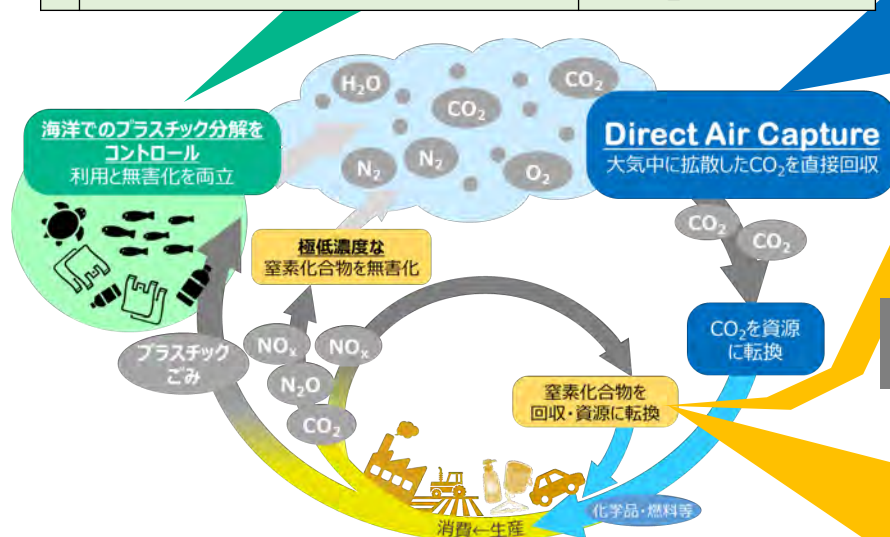 H₂O
CO₂
CO₂
N₂
N₂
O₂
海洋でのプラスチック分解を
コントロール
利用と無害化を両立
Direct Air Capture
大気中に拡散したCO₂を直接回収
CO₂
CO₂
極低濃度な
窒素化合物を無害化
プラスチック
ごみ
NOₓ
NOₓ
N₂O
CO₂
CO₂を資源
に転換
窒素化合物を
回収・資源に転換
化学品・燃料等
消費←生産